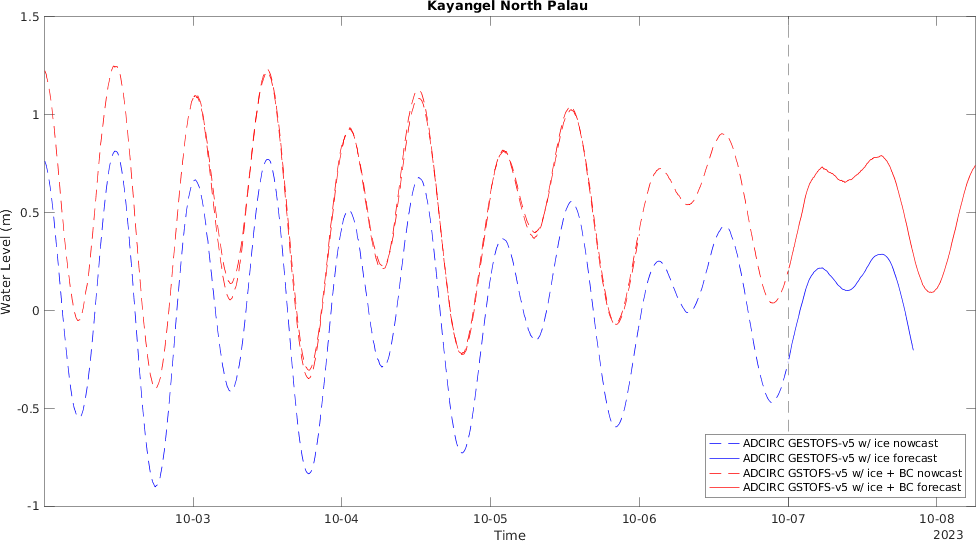 Kayangel North Palau
1.5
1
0.5
0
-0.5
-1
Water Level (m)
10-03
10-04
10-05
10-06
10-07
10-08
Time
2023
ADCIRC GESTOFS-v5 w/ ice nowcast
ADCIRC GESTOFS-v5 w/ ice forecast
ADCIRC GSTOFS-v5 w/ ice + BC nowcast
ADCIRC GSTOFS-v5 w/ ice + BC forecast